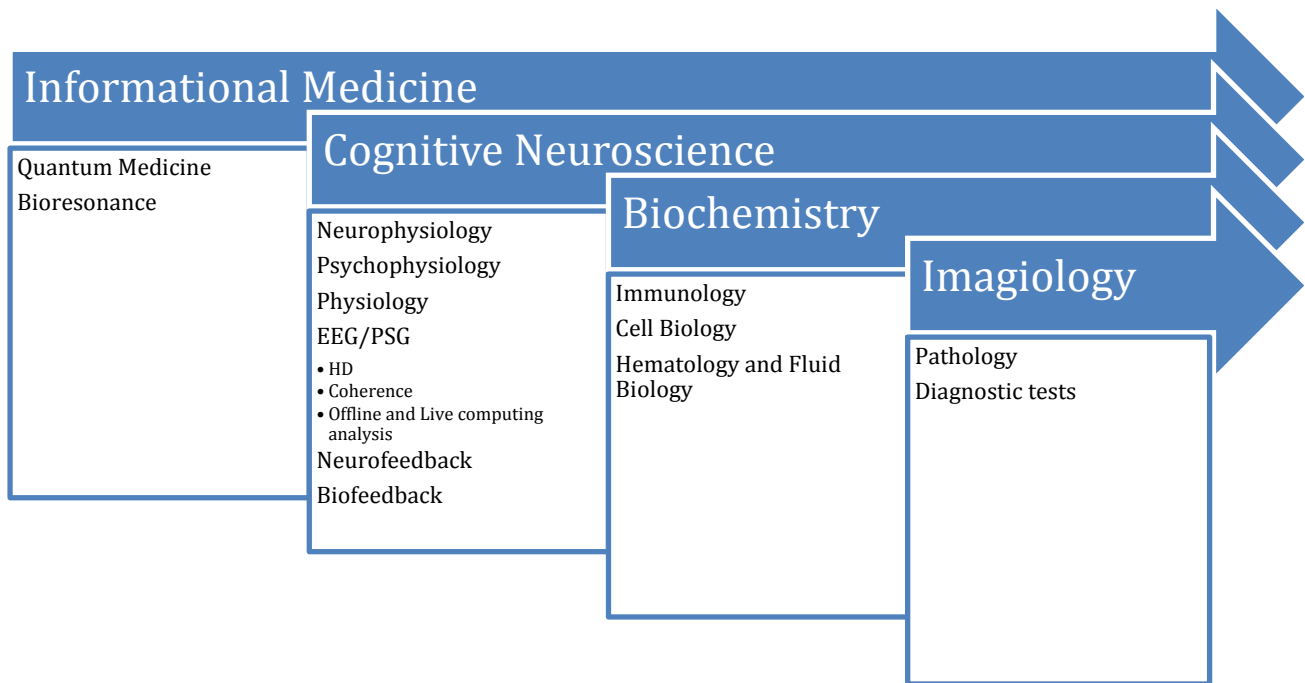 Informational Medicine
Quantum Medicine
Bioresonance
Cognitive Neuroscience
Neurophysiology
Psychophysiology
Physiology
EEG/PSG
• HD
• Coherence
• Offline and Live computing
analysis
Neurofeedback
Biofeedback
Biochemistry
Immunology
Cell Biology
Hematology and Fluid
Biology
Imagiology
Pathology
Diagnostic tests